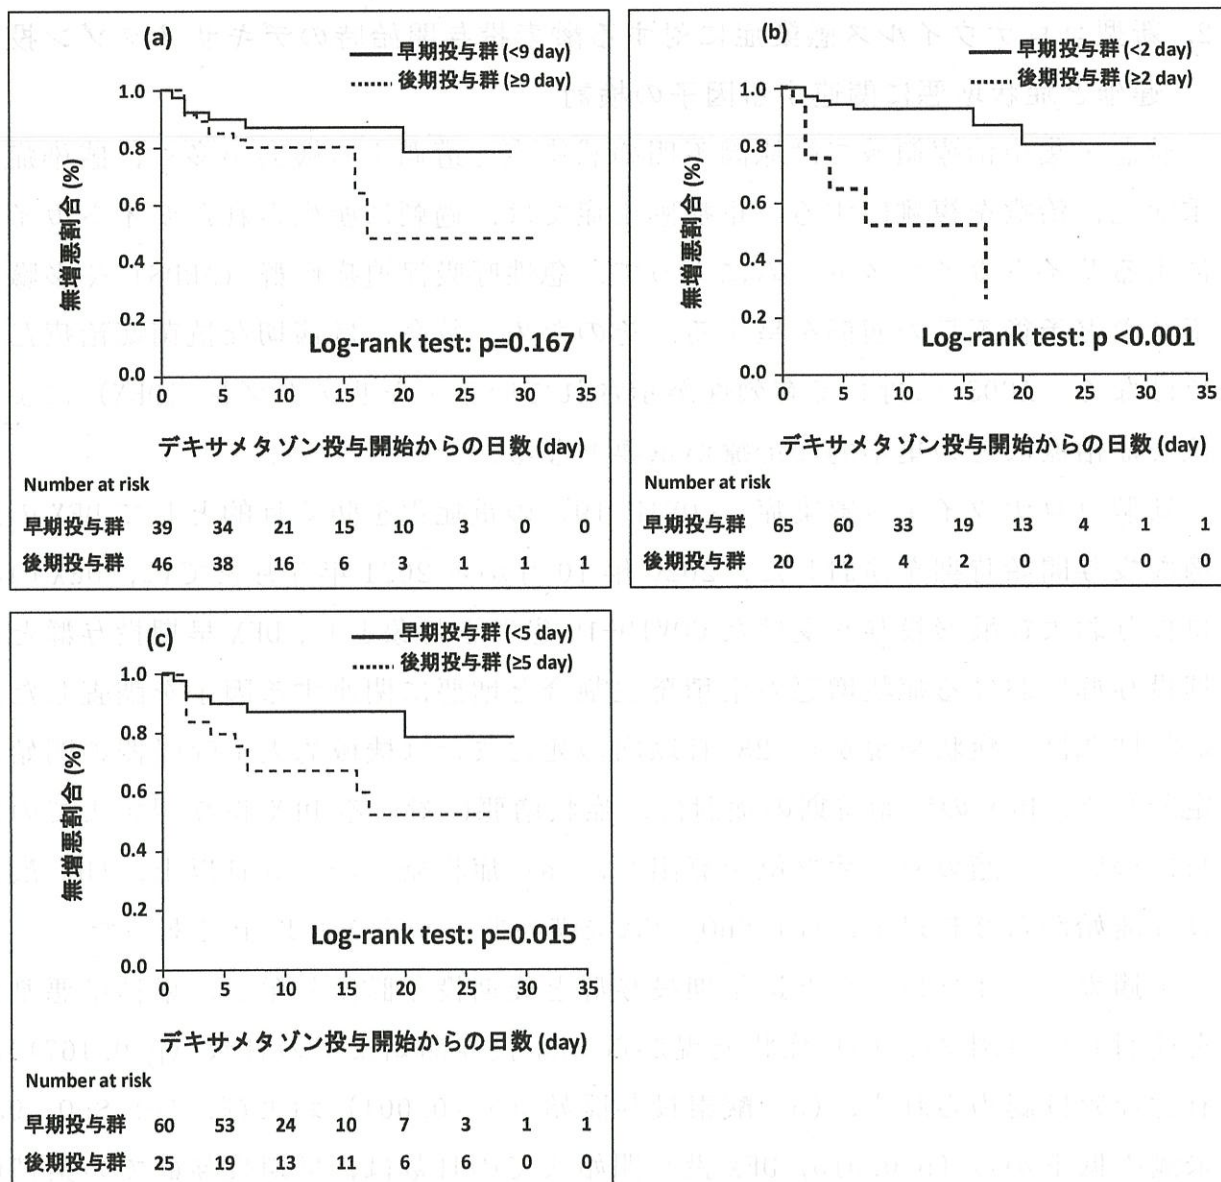 (a)
早期投与群 (<9 day)
後期投与群 (≥9 day)
無増悪割合 (%)
1.0
0.8
0.6
0.4
0.2
0.0
Log-rank test: p=0.167
0 5 10 15 20 25 30 35
デキサメタゾン投与開始からの日数 (day)
Number at risk
早期投与群 39 34 21 15 10 3 0 0
後期投与群 46 38 16 6 3 1 1 1
(b)
早期投与群 (<2 day)
後期投与群 (≥2 day)
無増悪割合 (%)
1.0
0.8
0.6
0.4
0.2
0.0
Log-rank test: p <0.001
0 5 10 15 20 25 30 35
デキサメタゾン投与開始からの日数 (day)
Number at risk
早期投与群 65 60 33 19 13 4 1 1
後期投与群 20 12 4 2 0 0 0 0
(c)
早期投与群 (<5 day)
後期投与群 (≥5 day)
無増悪割合 (%)
1.0
0.8
0.6
0.4
0.2
0.0
Log-rank test: p=0.015
0 5 10 15 20 25 30 35
デキサメタゾン投与開始からの日数 (day)
Number at risk
早期投与群 60 53 24 10 7 3 1 1
後期投与群 25 19 13 11 6 6 0 0